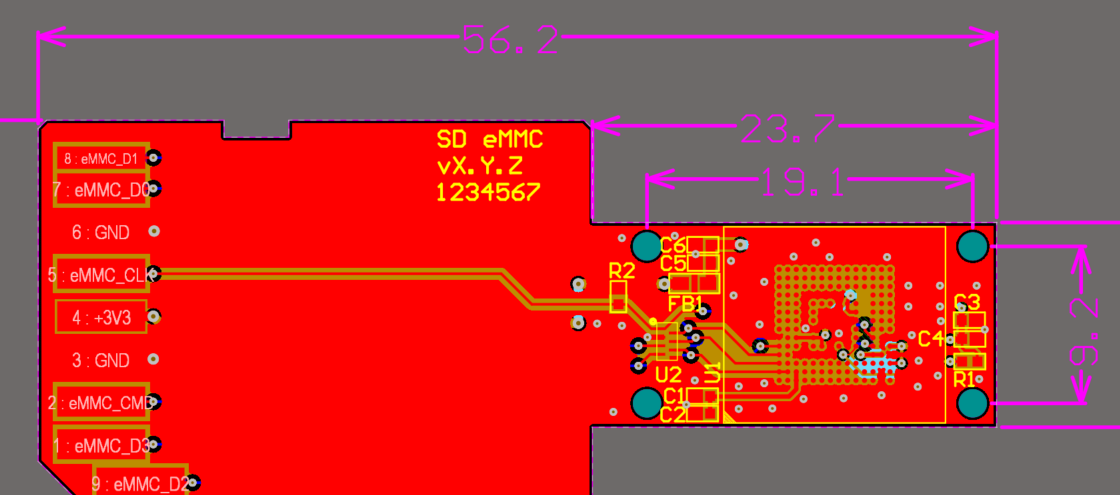 56.2
23.7
19.1
9.2
SD eMMC
vX.Y.Z
1234567
8 : eMMC_D1
7 : eMMC_D0
6 : GND
5 : eMMC_CLK
4 : +3V3
3 : GND
2 : eMMC_CMD
1 : eMMC_D3
9 : eMMC_D2
R2
C6
C5
FB1
U2
U1
C1
C2
C3
C4
R1